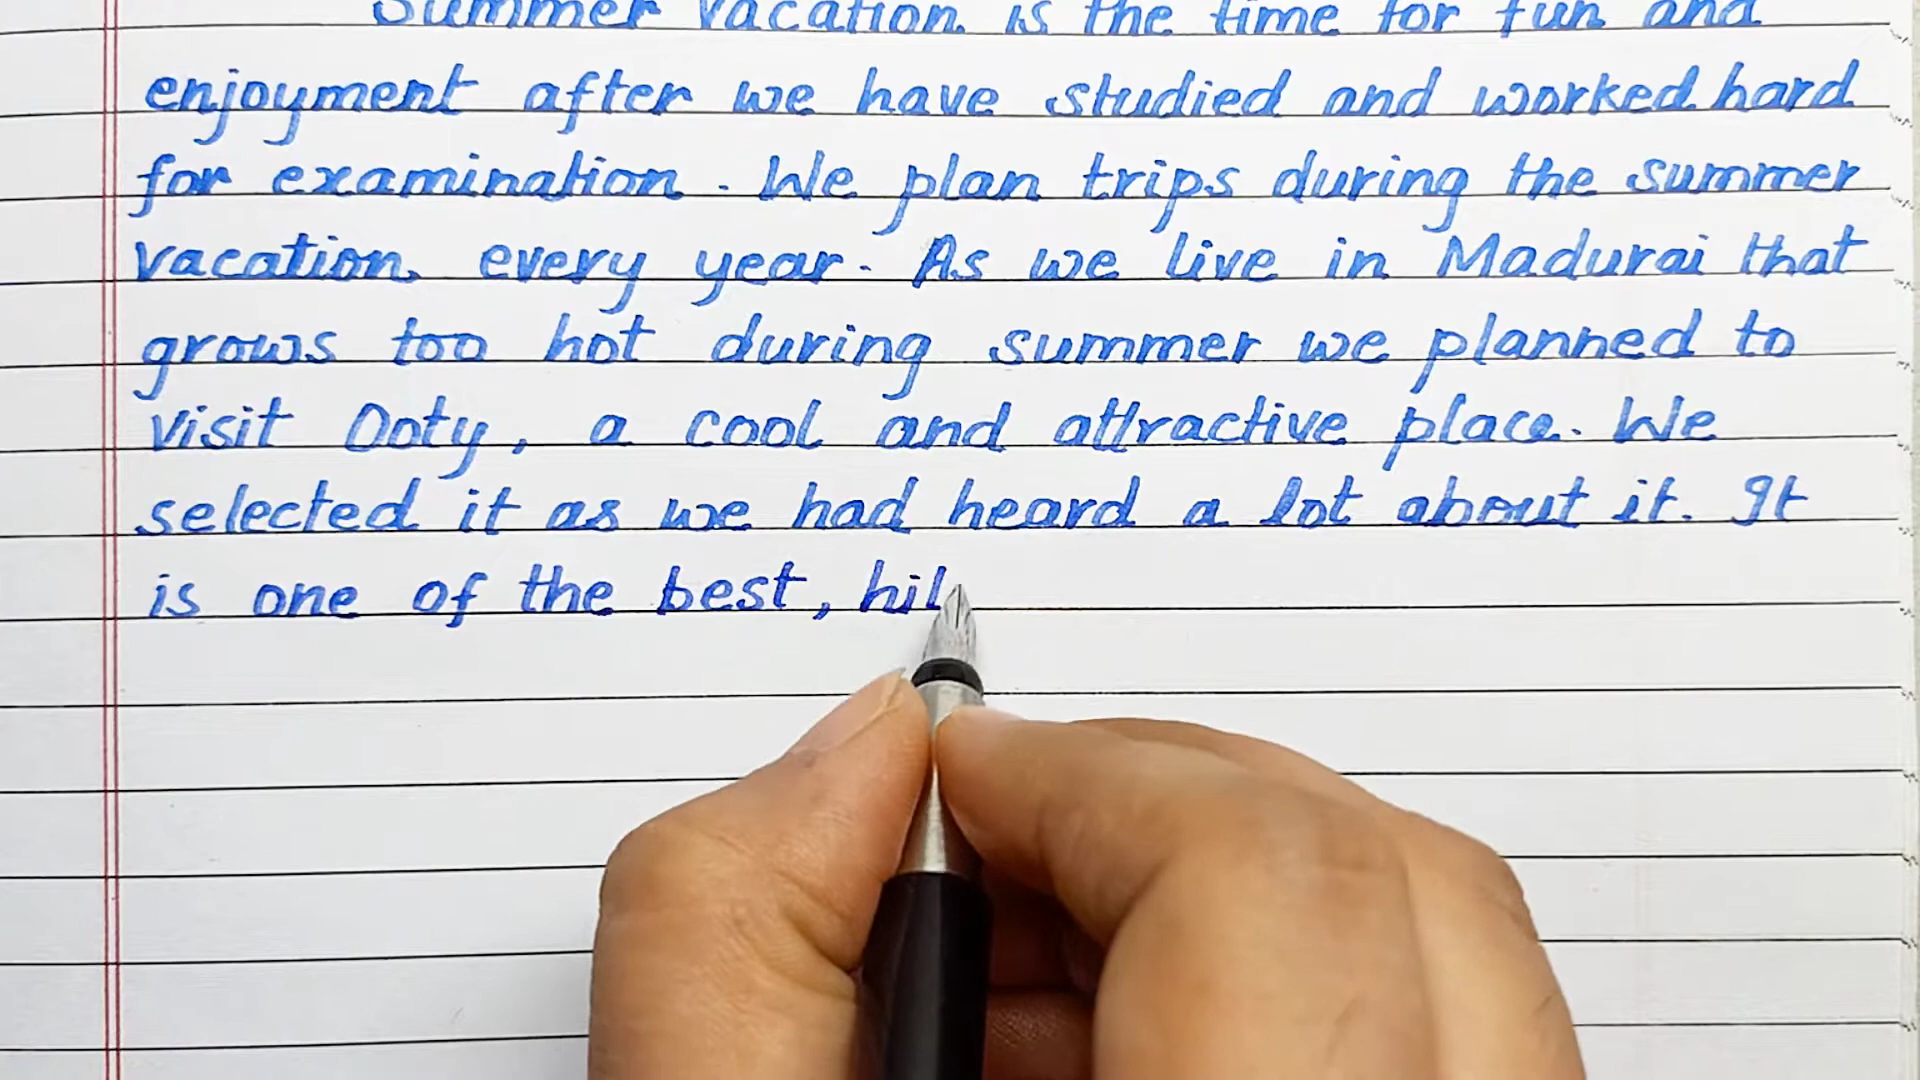 Summer vacation is the time for fun and
enjoyment after we have studied and worked hard
for examination. We plan trips during the summer
vacation every year. As we live in Madurai that
grows too hot during summer we planned to
visit Ooty, a cool and attractive place. We
selected it as we had heard a lot about it. It
is one of the best, hil